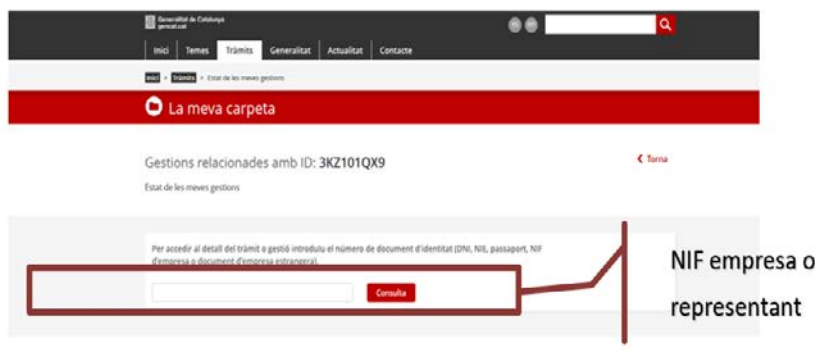 Generalitat de Catalunya
gencat.cat
Inici Temes Tràmits Generalitat Actualitat Contacte
Inici > Tràmits > Estat de les meves gestions
La meva carpeta
Gestions relacionades amb ID: 3KZ101QX9
Torna
Estat de les meves gestions
Per accedir al detall del tràmit o gestió introduïu el número de document d'identitat (DNI, NIE, passaport, NIF
d'empresa o document d'empresa estrangera).
Consulta
NIF empresa o
representant